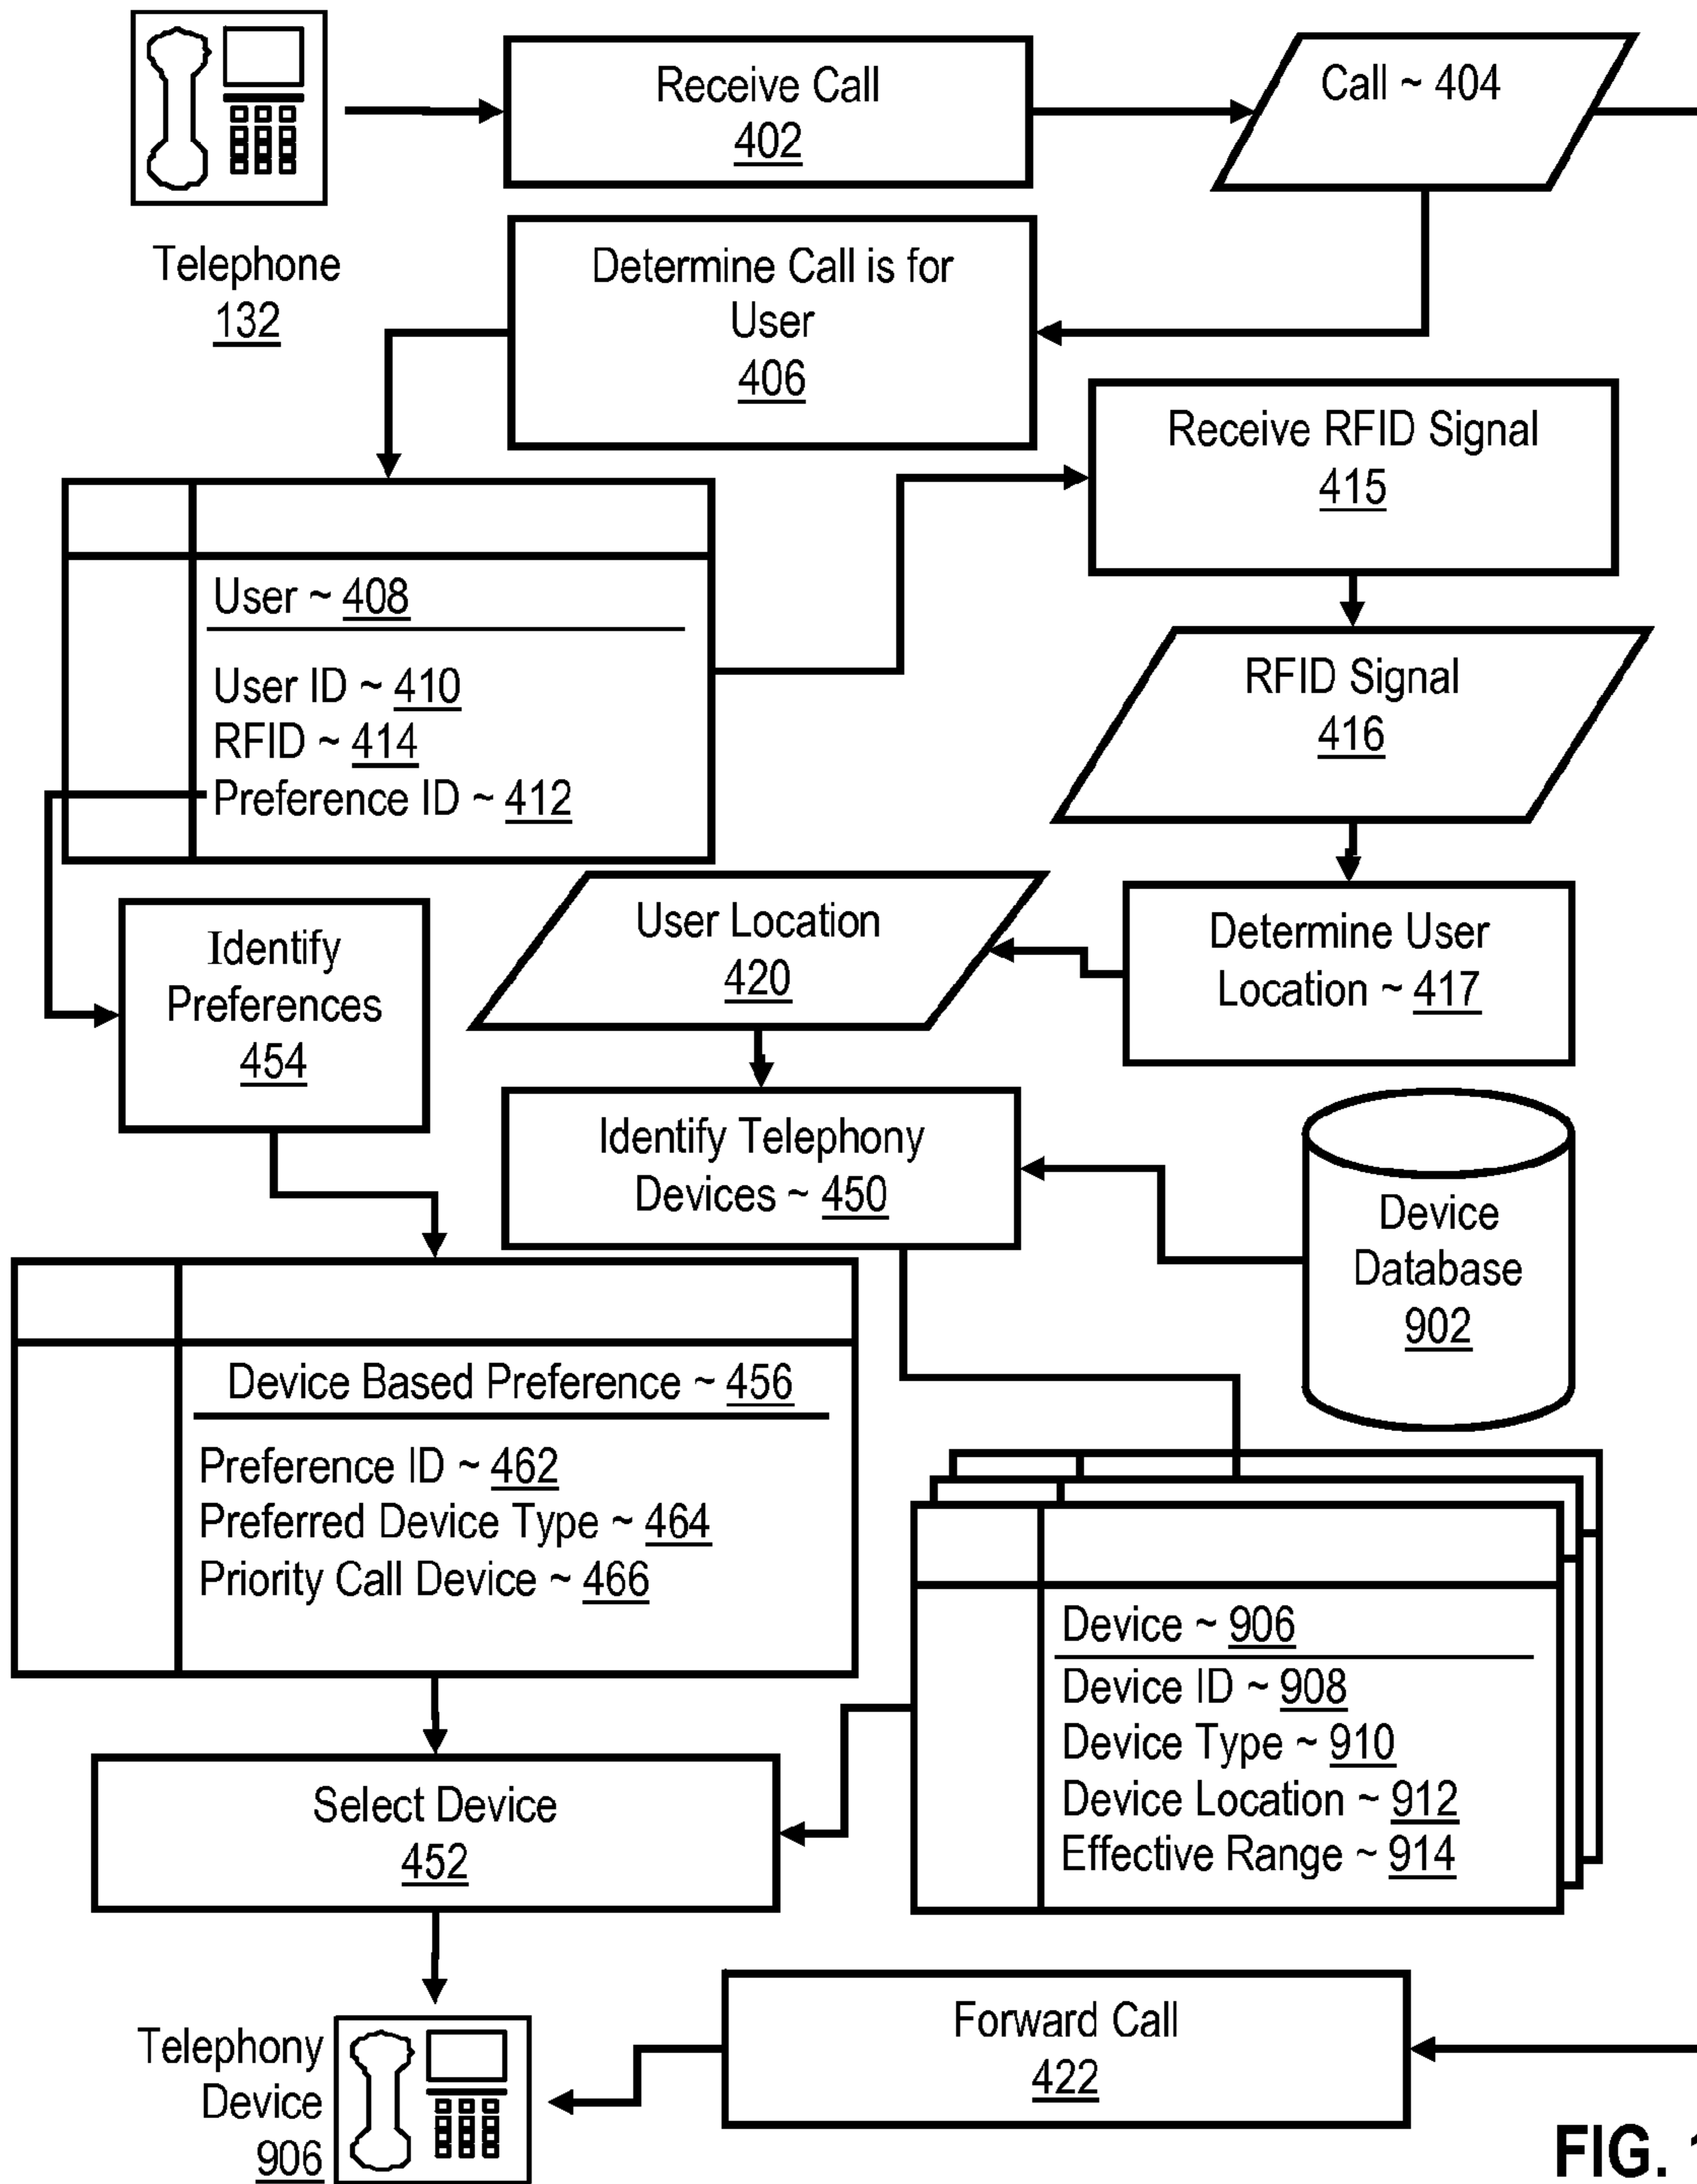 Receive Call
402
Call ~ 404
Telephone
132
Determine Call is for
User
406
Receive RFID Signal
415
User ~ 408
User ID ~ 410
RFID ~ 414
Preference ID ~ 412
RFID Signal
416
User Location
420
Determine User
Location ~ 417
Identify
Preferences
454
Identify Telephony
Devices ~ 450
Device
Database
902
Device Based Preference ~ 456
Preference ID ~ 462
Preferred Device Type ~ 464
Priority Call Device ~ 466
Device ~ 906
Device ID ~ 908
Device Type ~ 910
Device Location ~ 912
Effective Range ~ 914
Select Device
452
Forward Call
422
Telephony
Device
906
FIG.